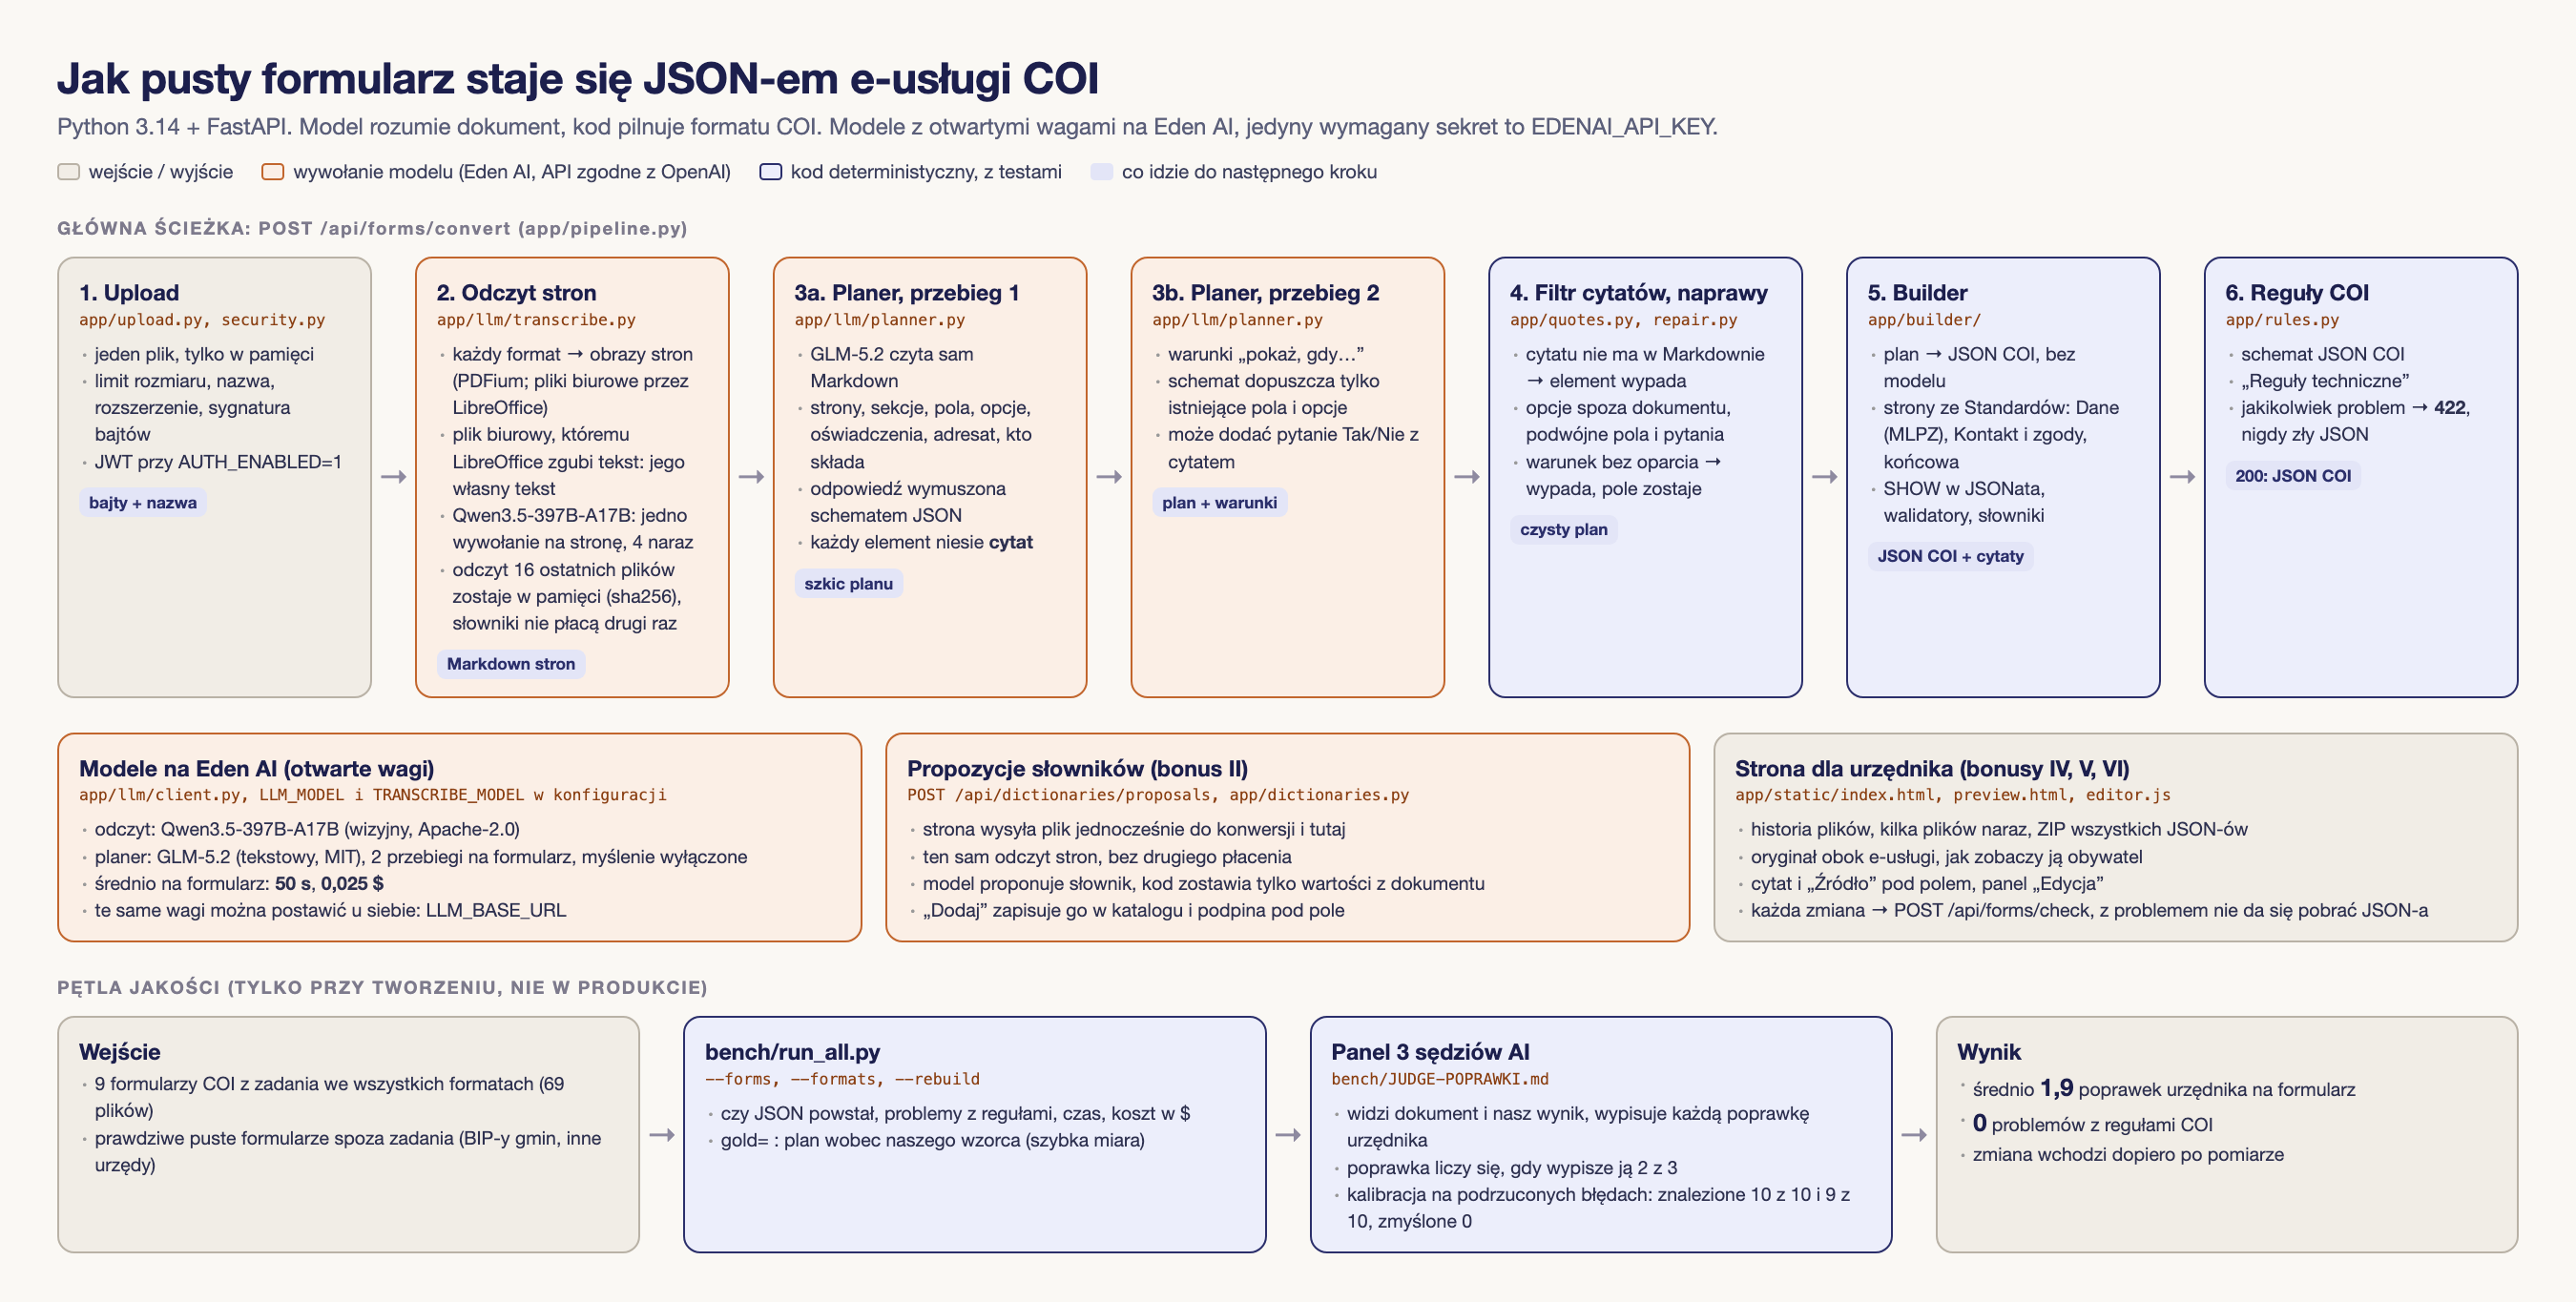 Jak pusty formularz staje się JSON-em e-usługi COI
Python 3.14 + FastAPI. Model rozumie dokument, kod pilnuje formatu COI. Modele z otwartymi wagami na Eden AI, jedyny wymagany sekret to EDENAI_API_KEY.
wejście / wyjście
wywołanie modelu (Eden AI, API zgodne z OpenAI)
kod deterministyczny, z testami
co idzie do następnego kroku
GŁÓWNA ŚCIEŻKA: POST /api/forms/convert (app/pipeline.py)
1. Upload
app/upload.py, security.py
· jeden plik, tylko w pamięci
· limit rozmiaru, nazwa,
rozszerzenie, sygnatura
bajtów
· JWT przy AUTH_ENABLED=1
bajty + nazwa
→
2. Odczyt stron
app/llm/transcribe.py
· każdy format → obrazy stron
(PDFium; pliki biurowe przez
LibreOffice)
· plik biurowy, któremu
LibreOffice zgubi tekst: jego
własny tekst
· Qwen3.5-397B-A17B: jedno
wywołanie na stronę, 4 naraz
· odczyt 16 ostatnich plików
zostaje w pamięci (sha256),
słowniki nie płacą drugi raz
Markdown stron
→
3a. Planer, przebieg 1
app/llm/planner.py
· GLM-5.2 czyta sam
Markdown
· strony, sekcje, pola, opcje,
oświadczenia, adresat, kto
składa
· odpowiedź wymuszona
schematem JSON
· każdy element niesie cytat
szkic planu
→
3b. Planer, przebieg 2
app/llm/planner.py
· warunki „pokaż, gdy…”
· schemat dopuszcza tylko
istniejące pola i opcje
· może dodać pytanie Tak/Nie z
cytatem
plan + warunki
→
4. Filtr cytatów, naprawy
app/quotes.py, repair.py
· cytatu nie ma w Markdownie
→ element wypada
· opcje spoza dokumentu,
podwójne pola i pytania
· warunek bez oparcia →
wypada, pole zostaje
czysty plan
→
5. Builder
app/builder/
· plan → JSON COI, bez
modelu
· strony ze Standardów: Dane
(MLPZ), Kontakt i zgody,
końcowa
· SHOW w JSONata,
walidatory, słowniki
JSON COI + cytaty
→
6. Reguły COI
app/rules.py
· schemat JSON COI
· „Reguły techniczne”
· jakikolwiek problem → 422,
nigdy zły JSON
200: JSON COI
Modele na Eden AI (otwarte wagi)
app/llm/client.py, LLM_MODEL i TRANSCRIBE_MODEL w konfiguracji
· odczyt: Qwen3.5-397B-A17B (wizyjny, Apache-2.0)
· planer: GLM-5.2 (tekstowy, MIT), 2 przebiegi na formularz, myślenie wyłączone
· średnio na formularz: 50 s, 0,025 $
· te same wagi można postawić u siebie: LLM_BASE_URL
Propozycje słowników (bonus II)
POST /api/dictionaries/proposals, app/dictionaries.py
· strona wysyła plik jednocześnie do konwersji i tutaj
· ten sam odczyt stron, bez drugiego płacenia
· model proponuje słownik, kod zostawia tylko wartości z dokumentu
· „Dodaj” zapisuje go w katalogu i podpina pod pole
Strona dla urzędnika (bonusy IV, V, VI)
app/static/index.html, preview.html, editor.js
· historia plików, kilka plików naraz, ZIP wszystkich JSON-ów
· oryginał obok e-usługi, jak zobaczy ją obywatel
· cytat i „Źródło” pod polem, panel „Edycja”
· każda zmiana → POST /api/forms/check, z problemem nie da się pobrać JSON-a
PĘTLA JAKOŚCI (TYLKO PRZY TWORZENIU, NIE W PRODUKCIE)
Wejście
· 9 formularzy COI z zadania we wszystkich formatach (69
plików)
· prawdziwe puste formularze spoza zadania (BIP-y gmin, inne
urzędy)
→
bench/run_all.py
--forms, --formats, --rebuild
· czy JSON powstał, problemy z regułami, czas, koszt w $
· gold= : plan wobec naszego wzorca (szybka miara)
→
Panel 3 sędziów AI
bench/JUDGE-POPRAWKI.md
· widzi dokument i nasz wynik, wypisuje każdą poprawkę
urzędnika
· poprawka liczy się, gdy wypisze ją 2 z 3
· kalibracja na podrzuconych błędach: znalezione 10 z 10 i 9 z
10, zmyślone 0
→
Wynik
· średnio 1,9 poprawek urzędnika na formularz
· 0 problemów z regułami COI
· zmiana wchodzi dopiero po pomiarze